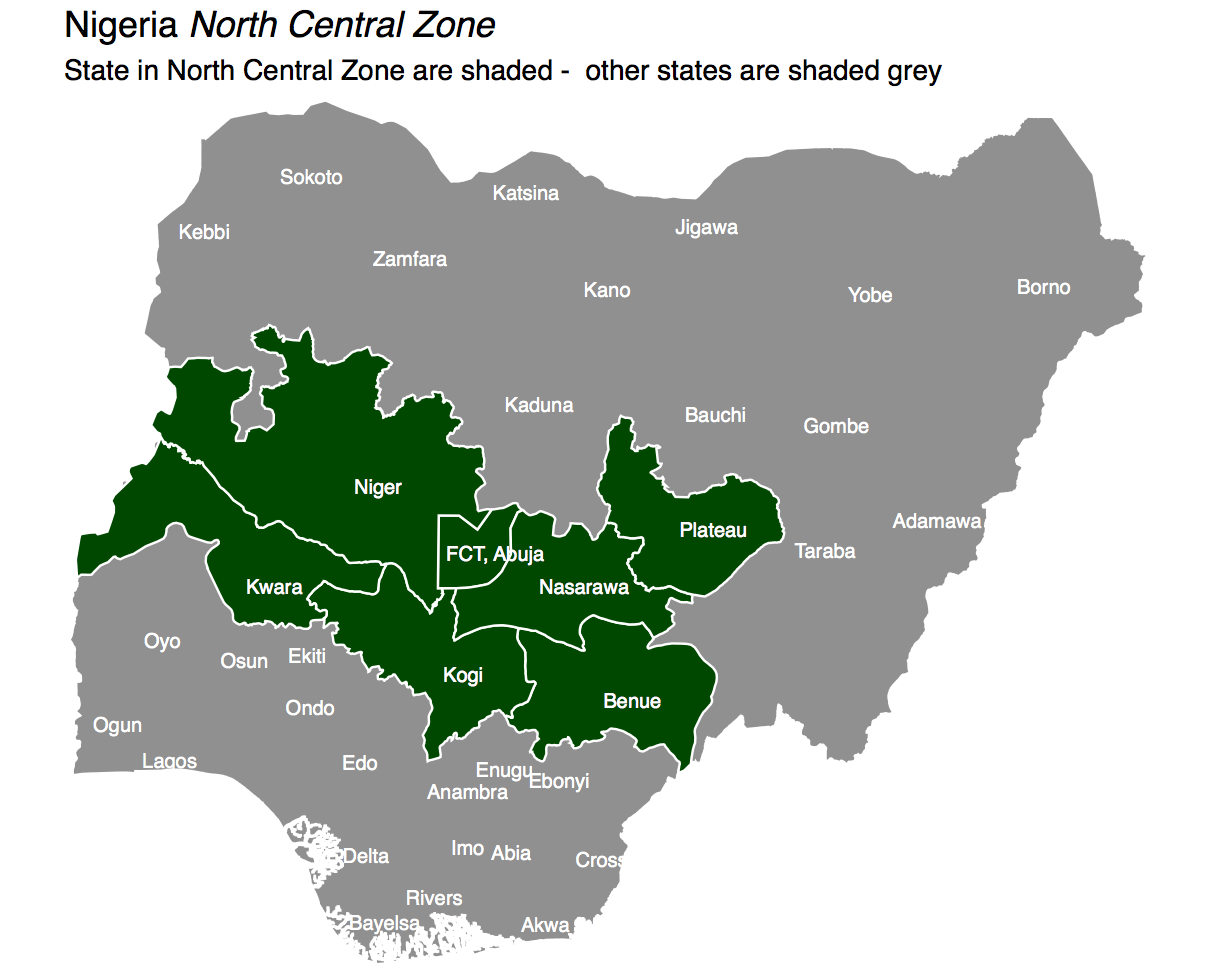 Nigeria North Central Zone
State in North Central Zone are shaded -  other states are shaded grey
Sokoto
Katsina
Jigawa
Kebbi
Zamfara
Kano
Yobe
Borno
Kaduna
Bauchi
Gombe
Niger
Plateau
Adamawa
FCT, Abuja
Taraba
Kwara
Nasarawa
Oyo
Osun
Ekiti
Kogi
Benue
Ondo
Ogun
Lagos
Edo
Enugu
Ebonyi
Anambra
Delta
Imo
Abia
Cross
Rivers
Bayelsa
Akwa